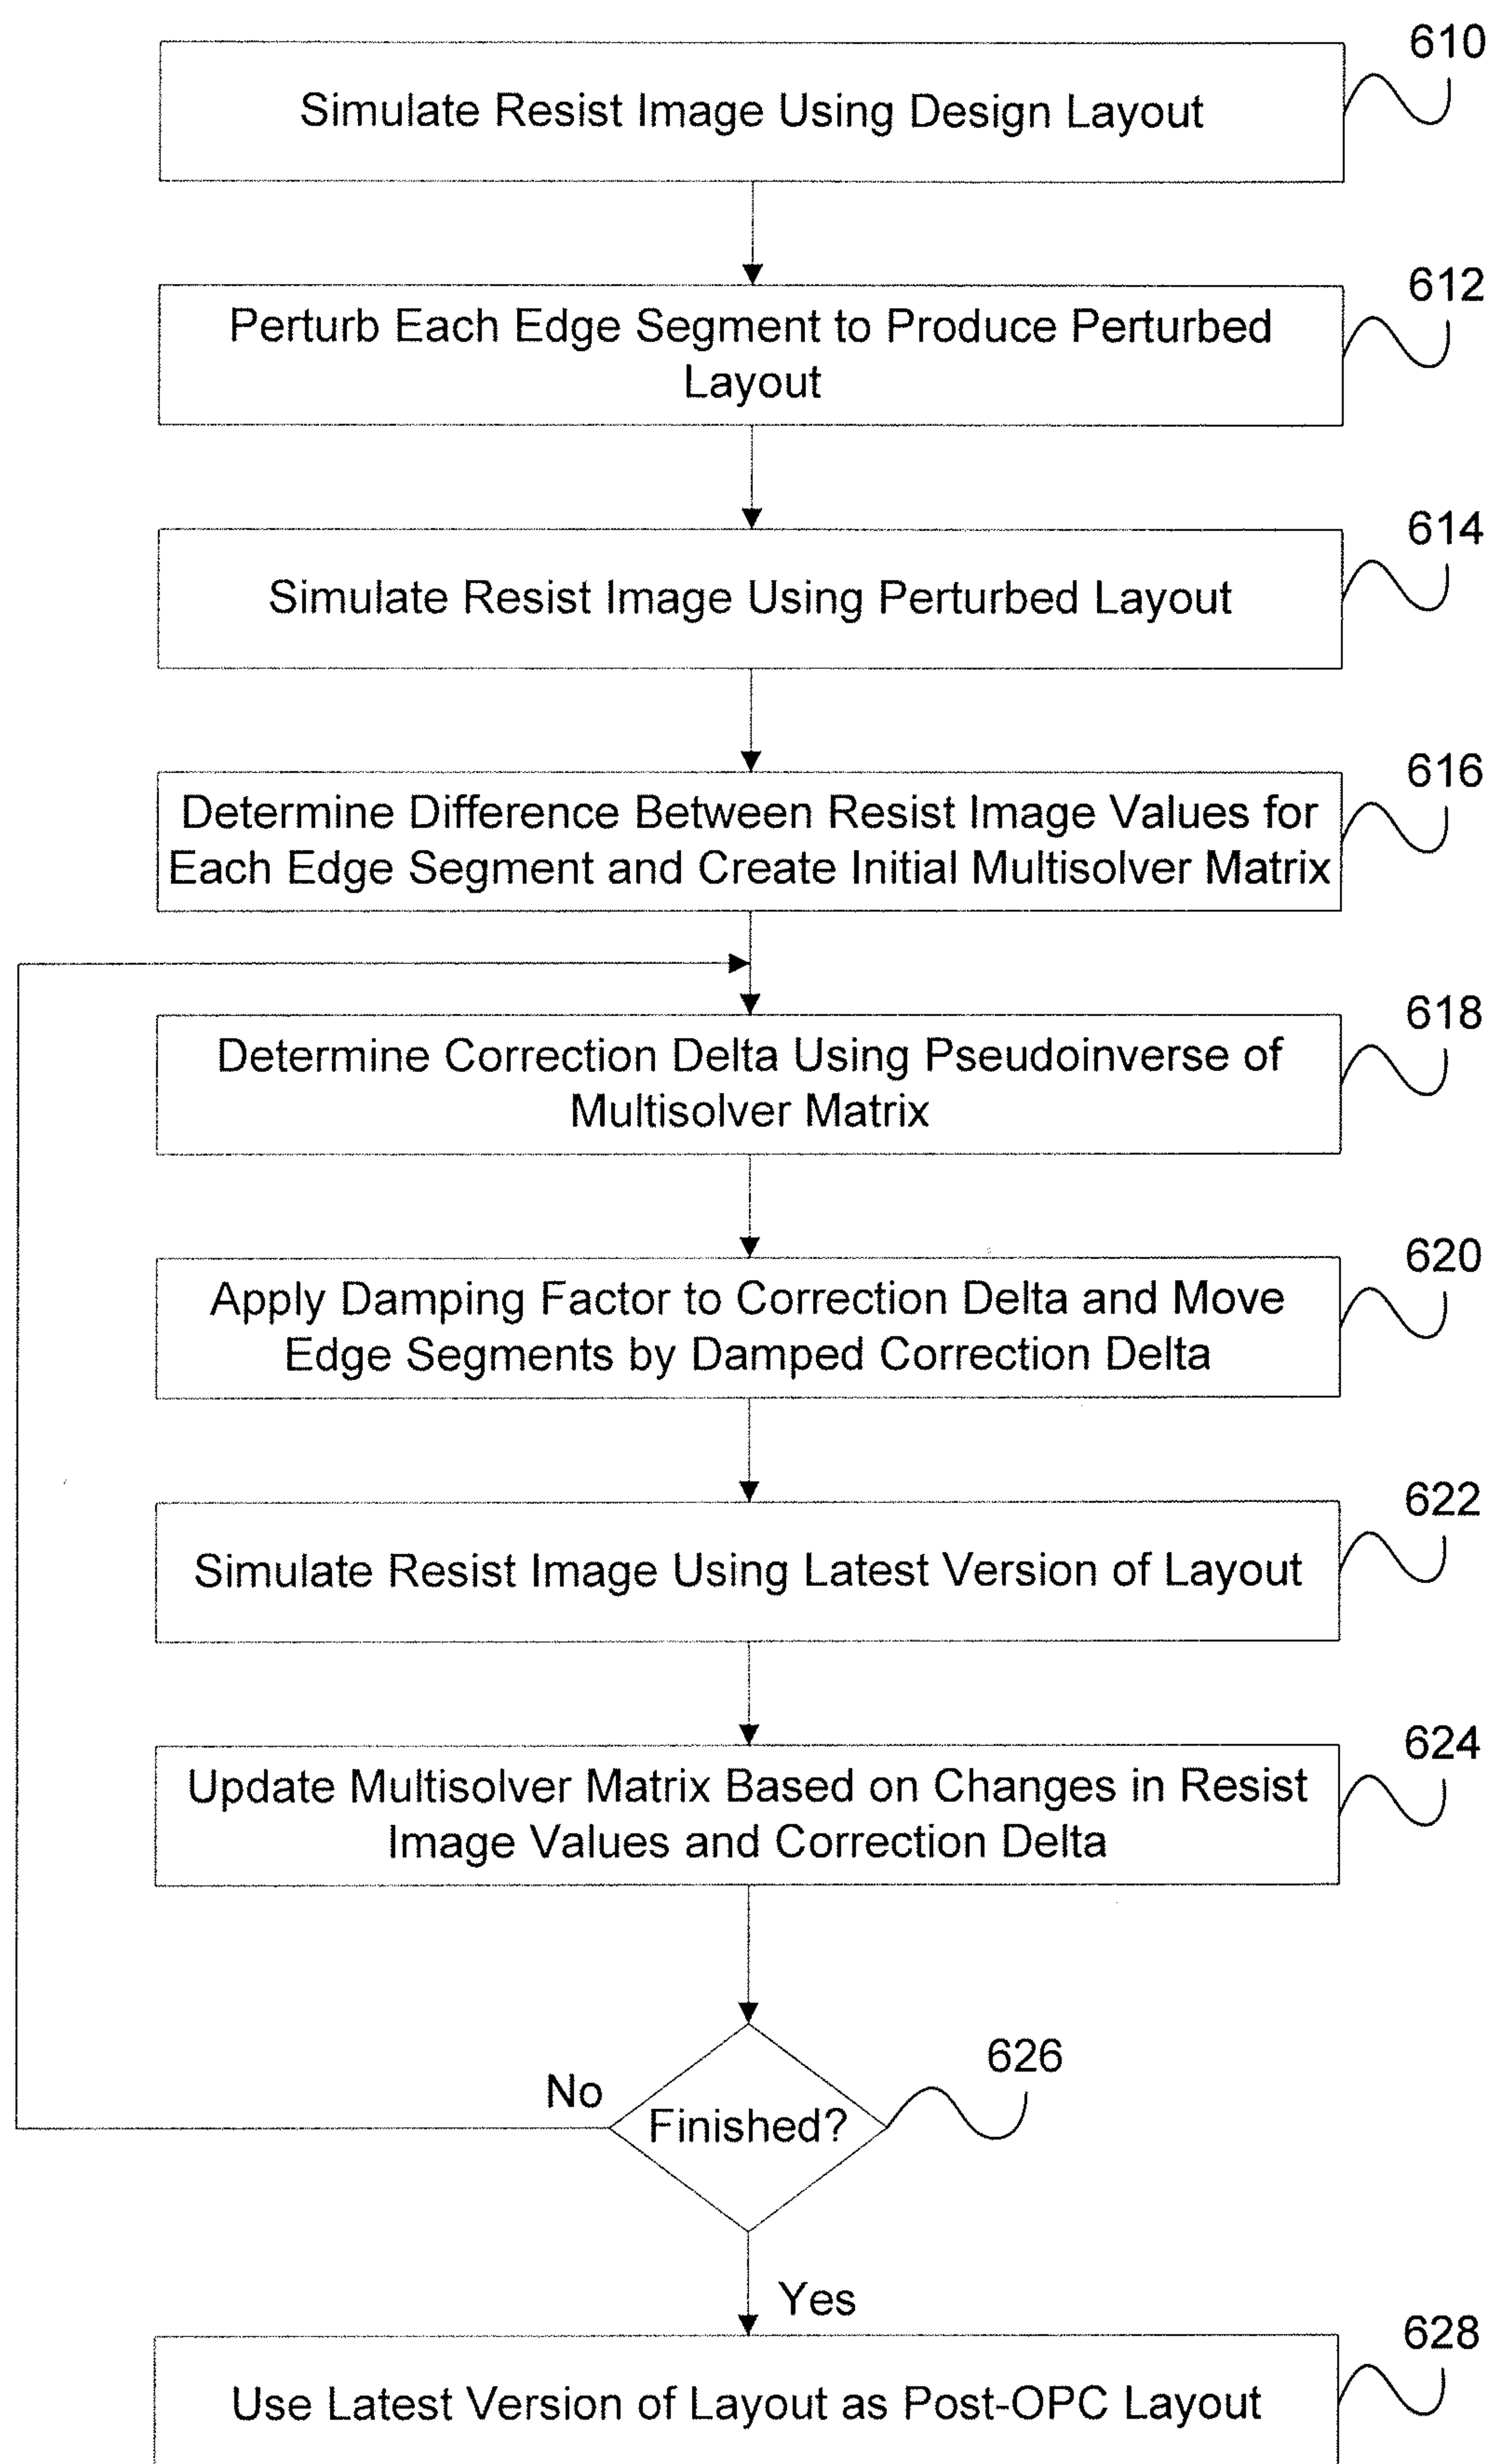 610
Simulate Resist Image Using Design Layout
612
Perturb Each Edge Segment to Produce Perturbed
Layout
614
Simulate Resist Image Using Perturbed Layout
616
Determine Difference Between Resist Image Values for
Each Edge Segment and Create Initial Multisolver Matrix
618
Determine Correction Delta Using Pseudoinverse of
Multisolver Matrix
620
Apply Damping Factor to Correction Delta and Move
Edge Segments by Damped Correction Delta
622
Simulate Resist Image Using Latest Version of Layout
624
Update Multisolver Matrix Based on Changes in Resist
Image Values and Correction Delta
626
No
Finished?
Yes
628
Use Latest Version of Layout as Post-OPC Layout